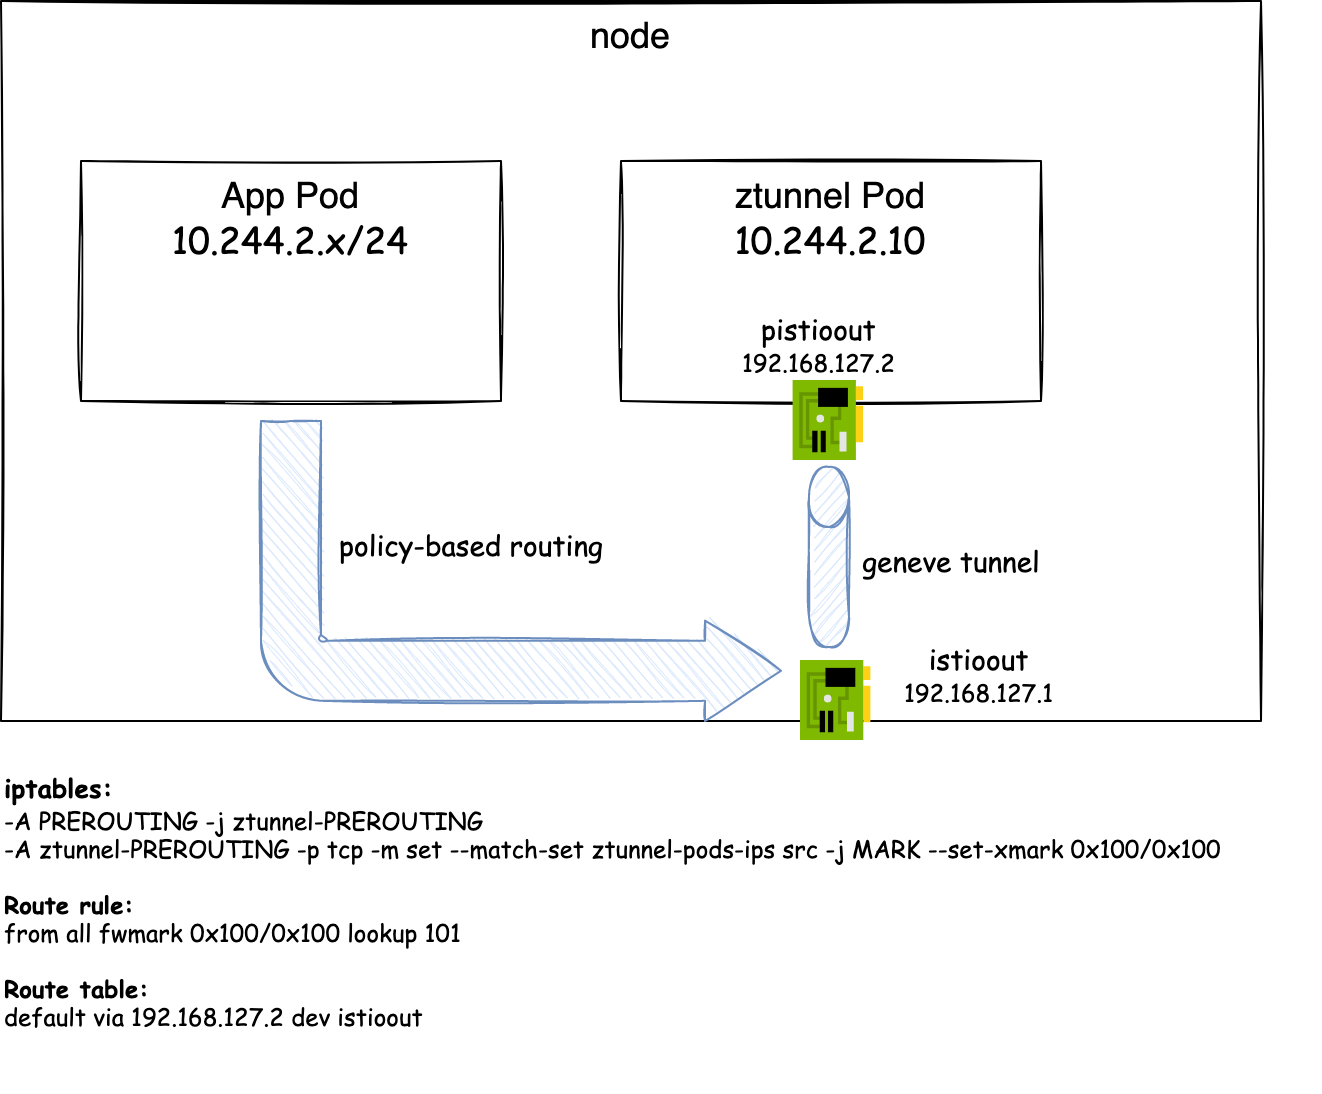 node
App Pod
10.244.2.x/24
ztunnel Pod
10.244.2.10
pistioout
192.168.127.2
policy-based routing
geneve tunnel
istioout
192.168.127.1
iptables:
-A PREROUTING -j ztunnel-PREROUTING
-A ztunnel-PREROUTING -p tcp -m set --match-set ztunnel-pods-ips src -j MARK --set-xmark 0x100/0x100
Route rule:
from all fwmark 0x100/0x100 lookup 101
Route table:
default via 192.168.127.2 dev istioout